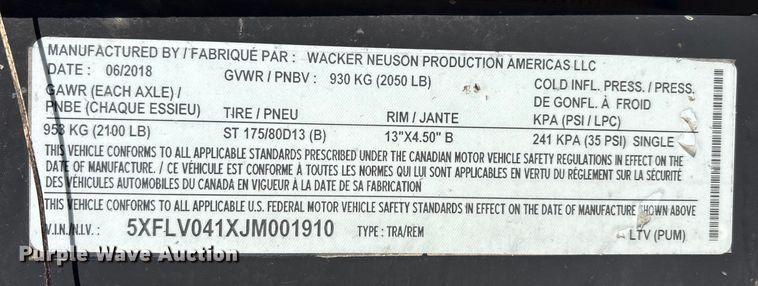 MANUFACTURED BY / FABRIQUÉ PAR : WACKER NEUSON PRODUCTION AMERICAS LLC
DATE : 06/2018 GVWR / PNBV : 930 KG (2050 LB) COLD INFL. PRESS./ PRESS.
GAWR (EACH AXLE) / DE GONFL. À FROID
PNBE (CHAQUE ESSIEU) TIRE / PNEU RIM / JANTE KPA (PSI / LPC)
953 KG (2100 LB) ST 175/80D13 (B) 13"X4.50" B 241 KPA (35 PSI) SINGLE
THIS VEHICLE CONFORMS TO ALL APPLICABLE STANDARDS PRESCRIBED UNDER THE CANADIAN MOTOR VEHICLE SAFETY REGULATIONS IN EFFECT ON THE
DATE OF MANUFACTURE. / CE VÉHICULE EST CONFORME À TOUTES LES NORMES QUI LUI SONT APPLICABLES EN VERTU DU RÈGLEMENT SUR LA SÉCURITÉ
DES VÉHICULES AUTOMOBILES DU CANADA EN VIGUEUR À LA DATE DE SA FABRICATION
THIS VEHICLE CONFORMS TO ALL APPLICABLE U.S. FEDERAL MOTOR VEHICLE SAFETY STANDARDS IN EFFECT ON THE DATE OF MANUFACTURE SHOWN ABOVE.
V.I.N./N.I.V.: 5XFLV041XJM001910 TYPE : TRA/REM LTV (PUM)
Purple Wave Auction